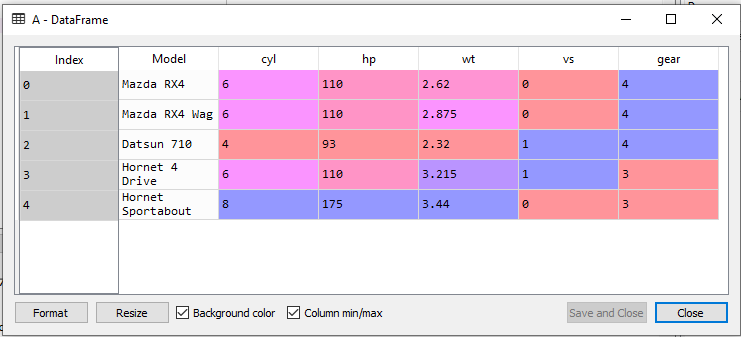 A - DataFrame
Index Model cyl hp wt vs gear
0 Mazda RX4 6 110 2.62 0 4
1 Mazda RX4 Wag 6 110 2.875 0 4
2 Datsun 710 4 93 2.32 1 4
3 Hornet 4 Drive 6 110 3.215 1 3
4 Hornet Sportabout 8 175 3.44 0 3
Format Resize Background color Column min/max Save and Close Close